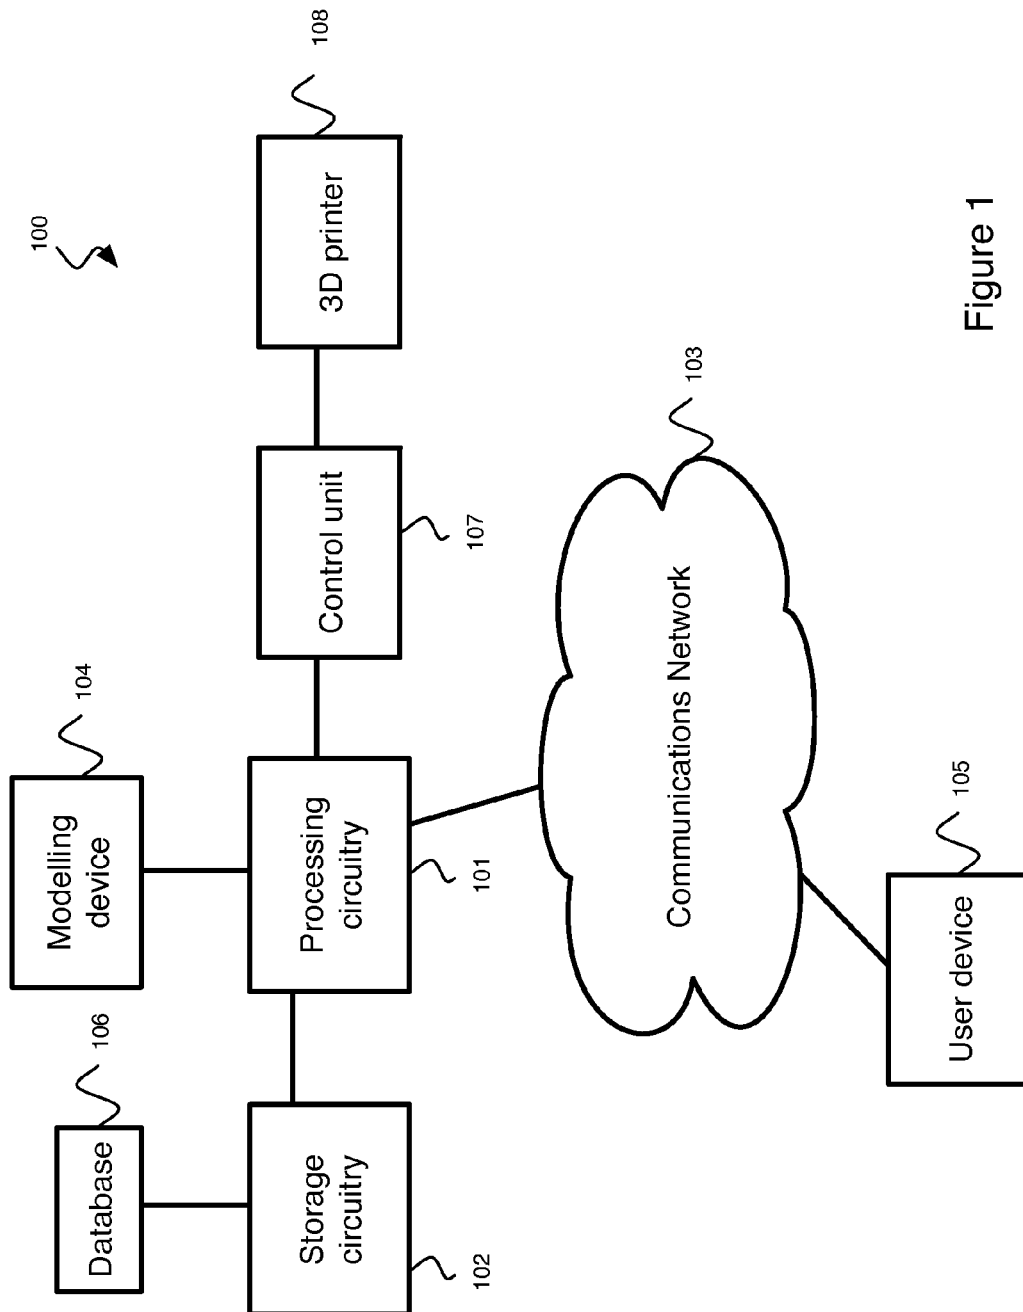 100
Database
106
Modelling
device
104
Storage
circuitry
102
Processing
circuitry
101
Control unit
107
3D printer
108
Communications Network
103
User device
105
Figure 1